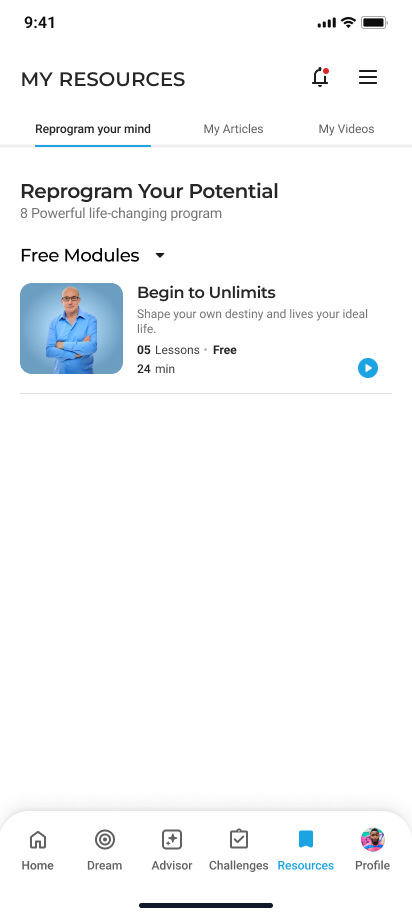 9:41
MY RESOURCES
Reprogram your mind
My Articles
My Videos
Reprogram Your Potential
8 Powerful life-changing program
Free Modules
Begin to Unlimits
Shape your own destiny and lives your ideal
life.
05 Lessons • Free
24 min
Home
Dream
Advisor
Challenges
Resources
Profile